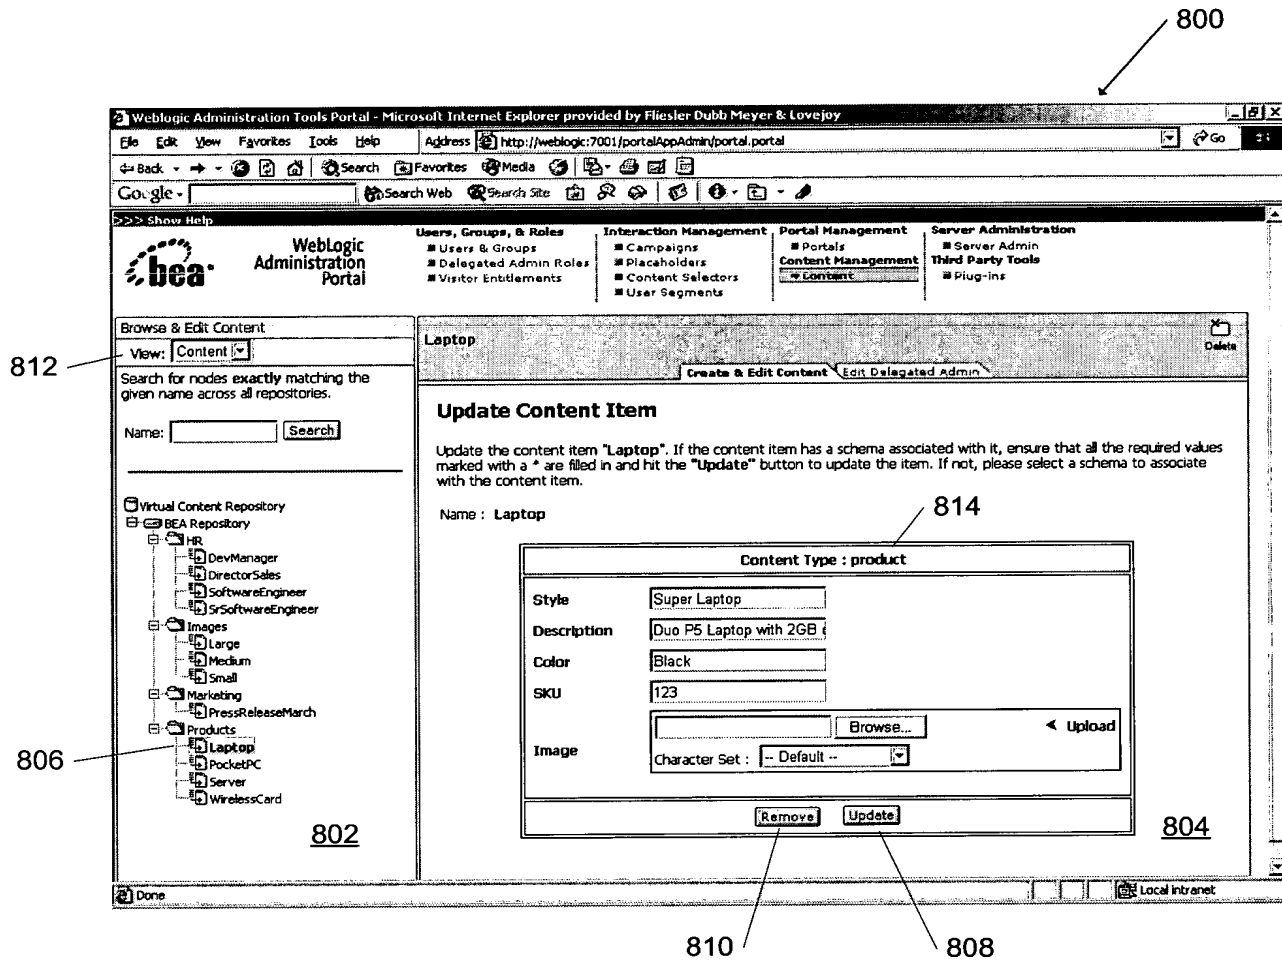 800
Weblogic Administration Tools Portal - Microsoft Internet Explorer provided by Fliesler Dubb Meyer & Lovejoy
File Edit View Favorites Tools Help Address http://weblogic:7001/portalAppAdmin/portal.portal Go
Back Search Favorites Media
Google Search Web Search Site
>>> Show Help
bea
WebLogic
Administration
Portal
Users, Groups, & Roles
Users & Groups
Delegated Admin Roles
Visitor Entitlements
Interaction Management
Campaigns
Placeholders
Content Selectors
User Segments
Portal Management
Portals
Content Management
Content
Server Administration
Server Admin
Third Party Tools
Plug-ins
Browse & Edit Content
812
View: Content
Search for nodes exactly matching the
given name across all repositories.
Name: Search
Virtual Content Repository
BEA Repository
HR
DevManager
DirectorSales
SoftwareEngineer
SrSoftwareEngineer
Images
Large
Medium
Small
Marketing
PressReleaseMarch
Products
806
Laptop
PocketPC
Server
WirelessCard
802
Laptop
Delete
Create & Edit Content Edit Delegated Admin
Update Content Item
Update the content item "Laptop". If the content item has a schema associated with it, ensure that all the required values
marked with a * are filled in and hit the "Update" button to update the item. If not, please select a schema to associate
with the content item.
Name : Laptop
814
Content Type : product
Style Super Laptop
Description Duo P5 Laptop with 2GB
Color Black
SKU 123
Browse... Upload
Image
Character Set : -- Default --
Remove Update
804
Done Local intranet
810 808